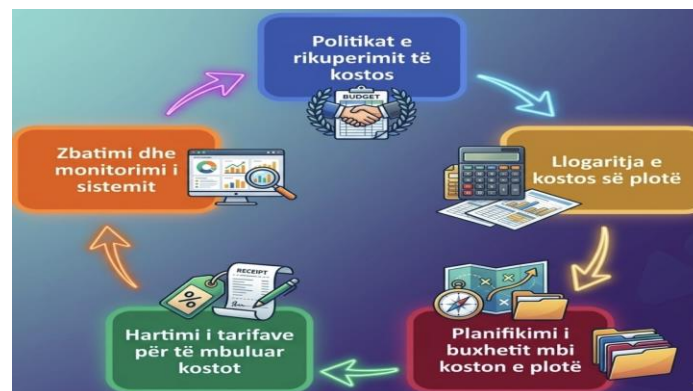 Politikat e
rikuperimit të
kostos
BUDGET
Llogaritja e
kostos së plotë
Planifikimi i
buxhetit mbi
koston e plotë
Hartimi i tarifave
për të mbuluar
kostot
RECEIPT
%
Zbatimi dhe
monitorimi i
sistemit